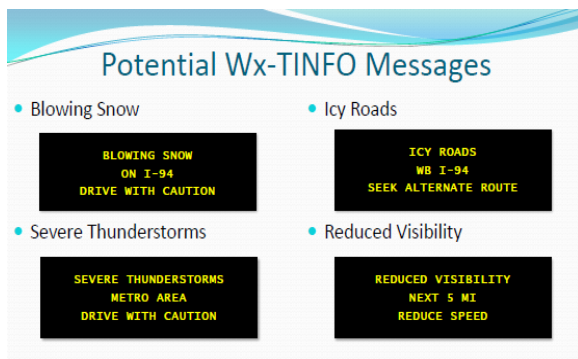 Potential Wx-TINFO Messages
• Blowing Snow
BLOWING SNOW
ON I-94
DRIVE WITH CAUTION
• Icy Roads
ICY ROADS
WB I-94
SEEK ALTERNATE ROUTE
• Severe Thunderstorms
SEVERE THUNDERSTORMS
METRO AREA
DRIVE WITH CAUTION
• Reduced Visibility
REDUCED VISIBILITY
NEXT 5 MI
REDUCE SPEED